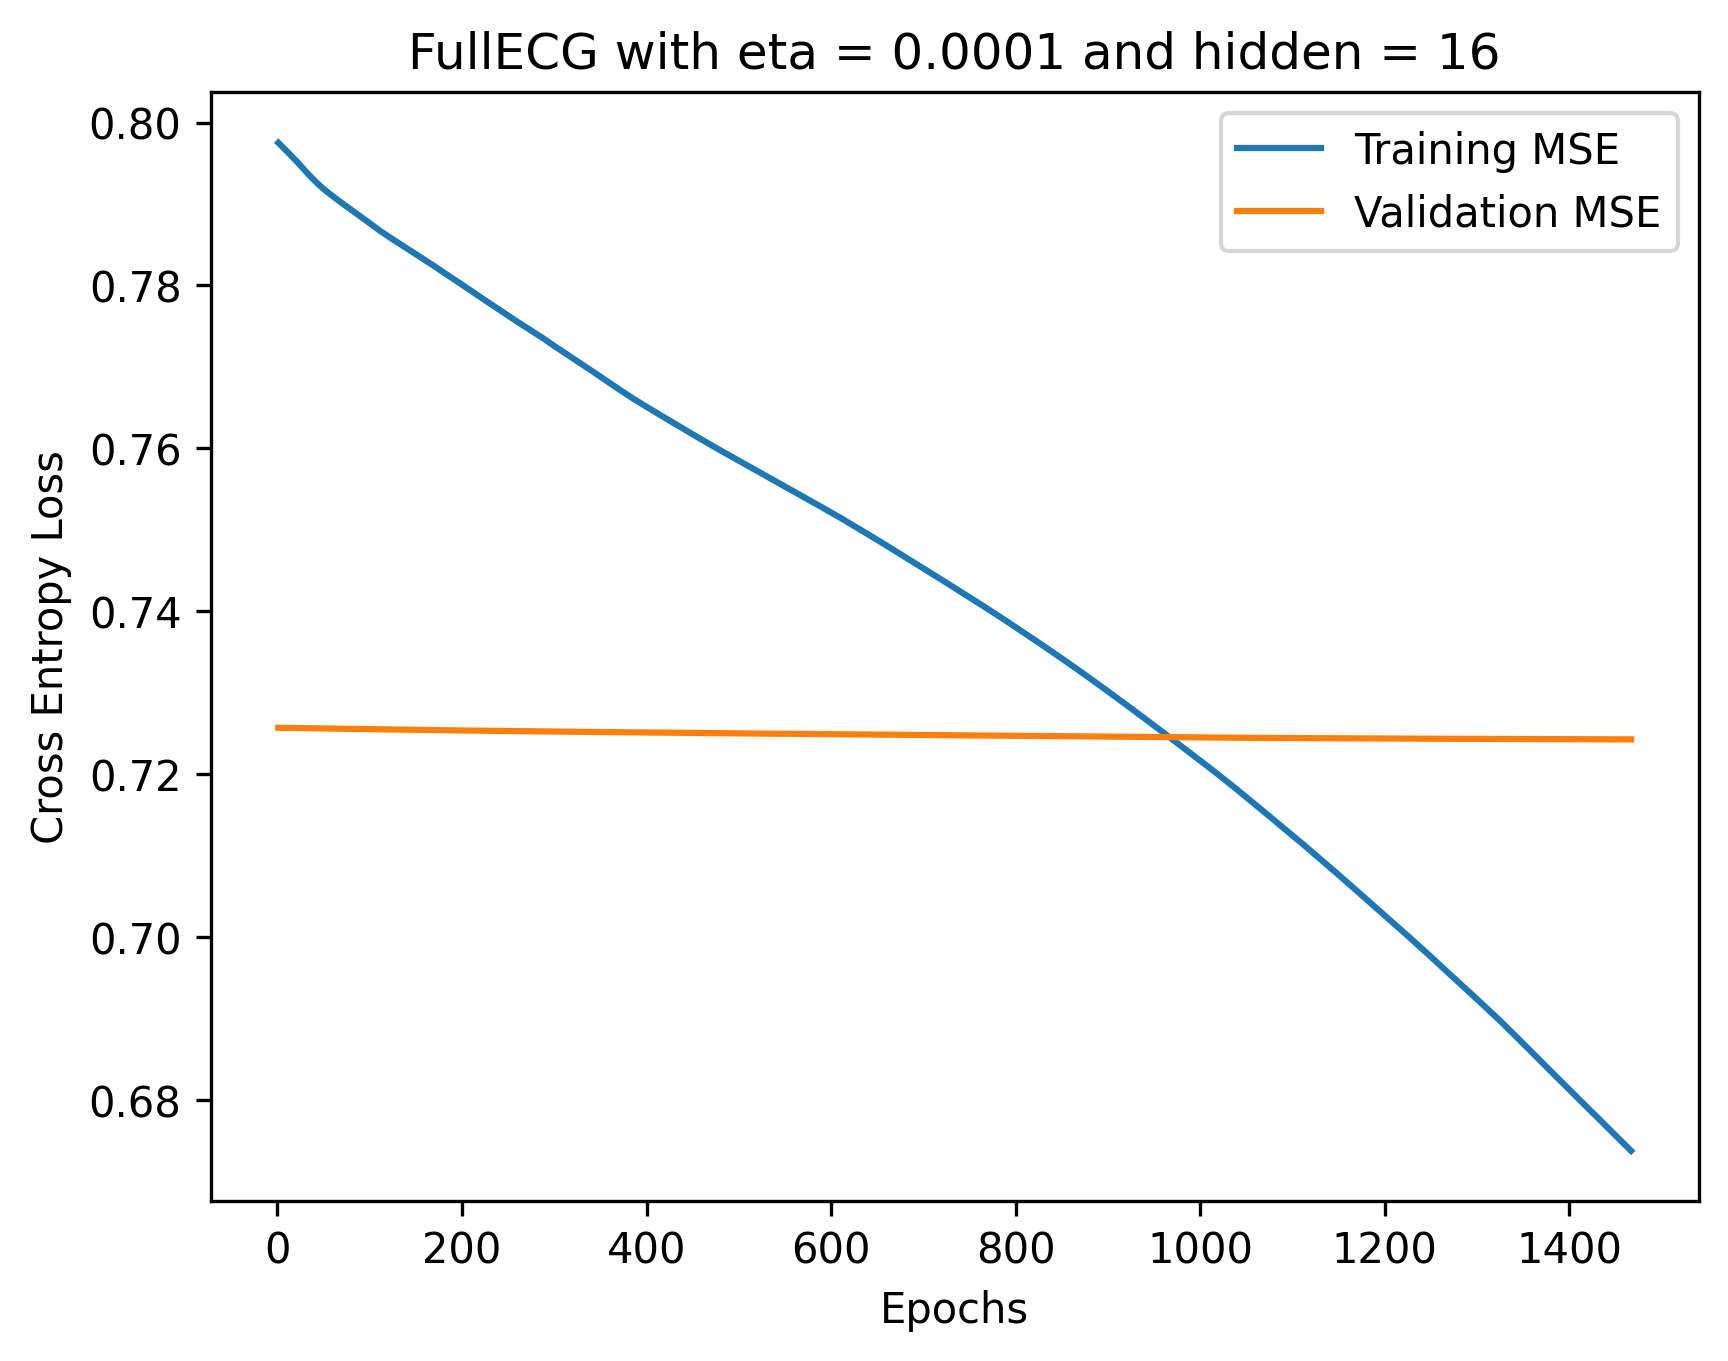 FullECG with eta = 0.0001 and hidden = 16
Training MSE
Validation MSE
0.80
0.78
0.76
0.74
0.72
0.70
0.68
Cross Entropy Loss
0 200 400 600 800 1000 1200 1400
Epochs